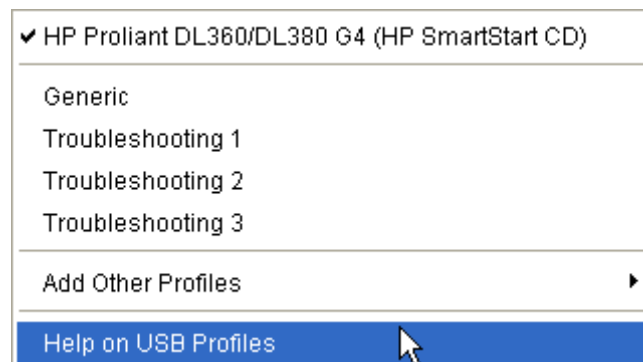 HP Proliant DL360/DL380 G4 (HP SmartStart CD)
Generic
Troubleshooting 1
Troubleshooting 2
Troubleshooting 3
Add Other Profiles
Help on USB Profiles